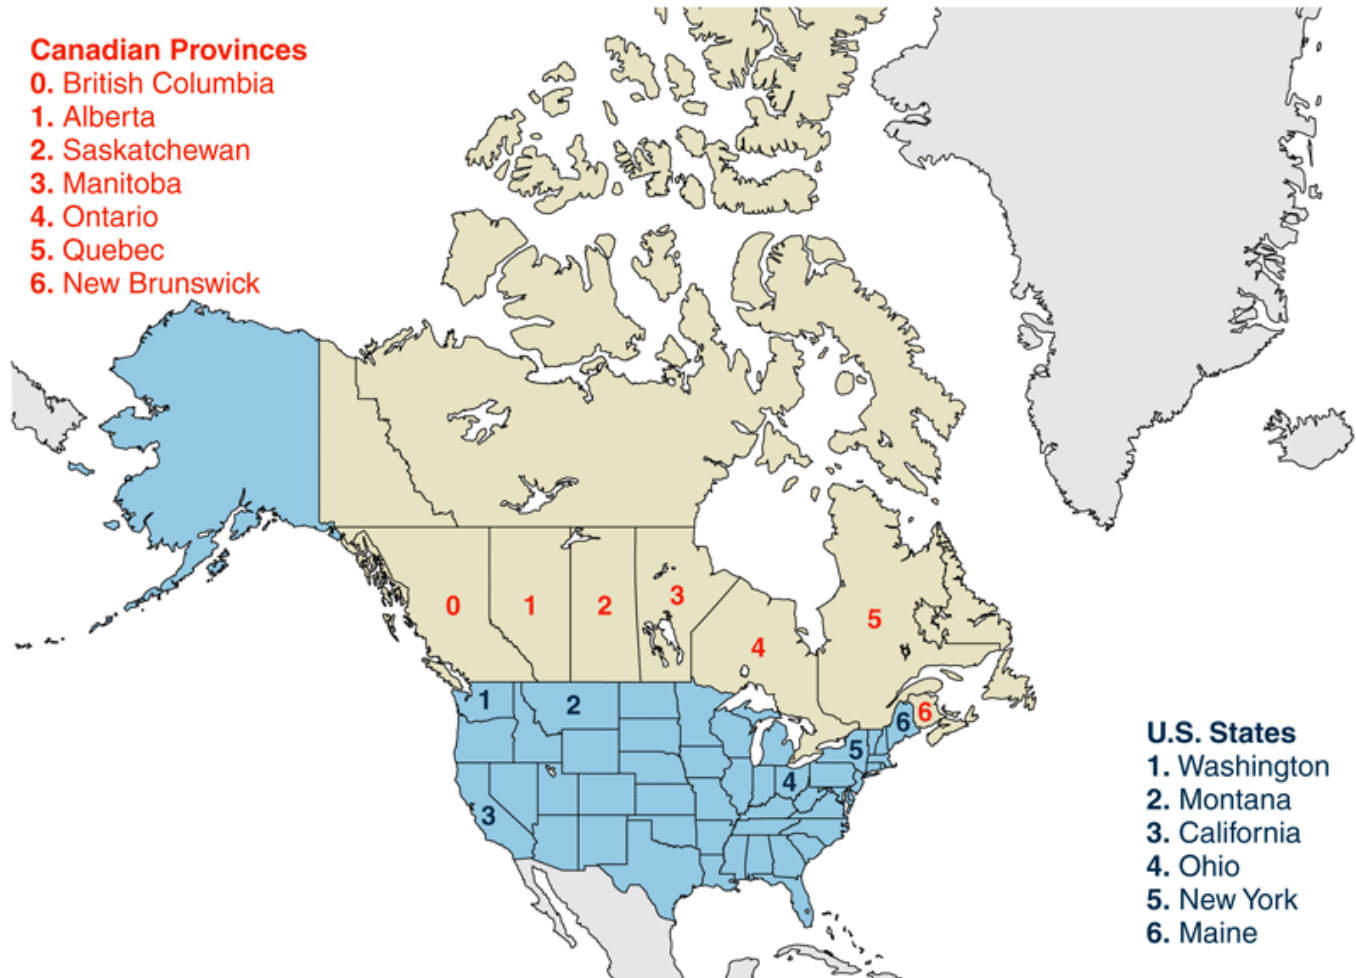 Canadian Provinces
0. British Columbia
1. Alberta
2. Saskatchewan
3. Manitoba
4. Ontario
5. Quebec
6. New Brunswick
0
1
2
3
4
5
6
1
2
3
4
5
6
U.S. States
1. Washington
2. Montana
3. California
4. Ohio
5. New York
6. Maine